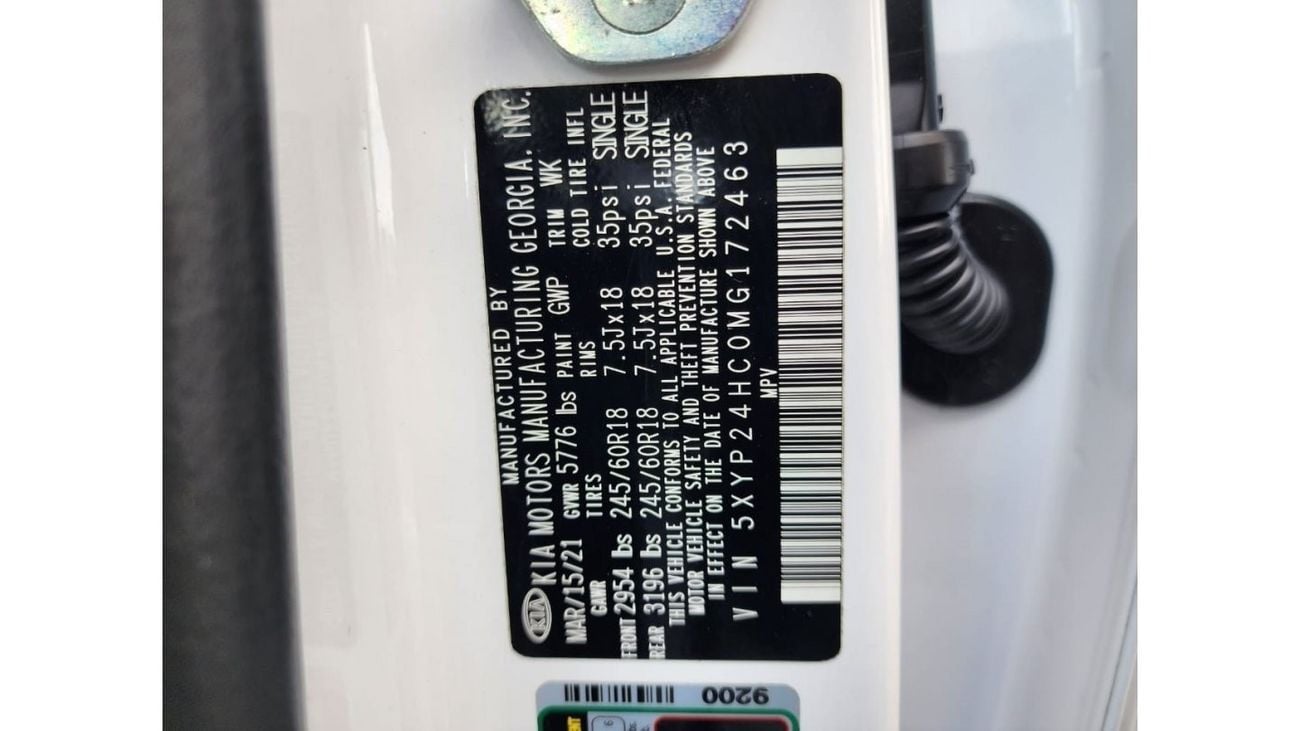 MANUFACTURED BY
KIA KIA MOTORS MANUFACTURING GEORGIA, INC.
MAR/15/21 GVWR 5776 lbs PAINT GWP TRIM WK
GAWR TIRES RIMS COLD TIRE INFL
FRONT 2954 lbs 245/60R18 7.5Jx18 35psi SINGLE
REAR 3196 lbs 245/60R18 7.5Jx18 35psi SINGLE
THIS VEHICLE CONFORMS TO ALL APPLICABLE U.S.A. FEDERAL
MOTOR VEHICLE SAFETY AND THEFT PREVENTION STANDARDS
IN EFFECT ON THE DATE OF MANUFACTURE SHOWN ABOVE
VIN 5XYP24HC0MG172463
MPV
9200